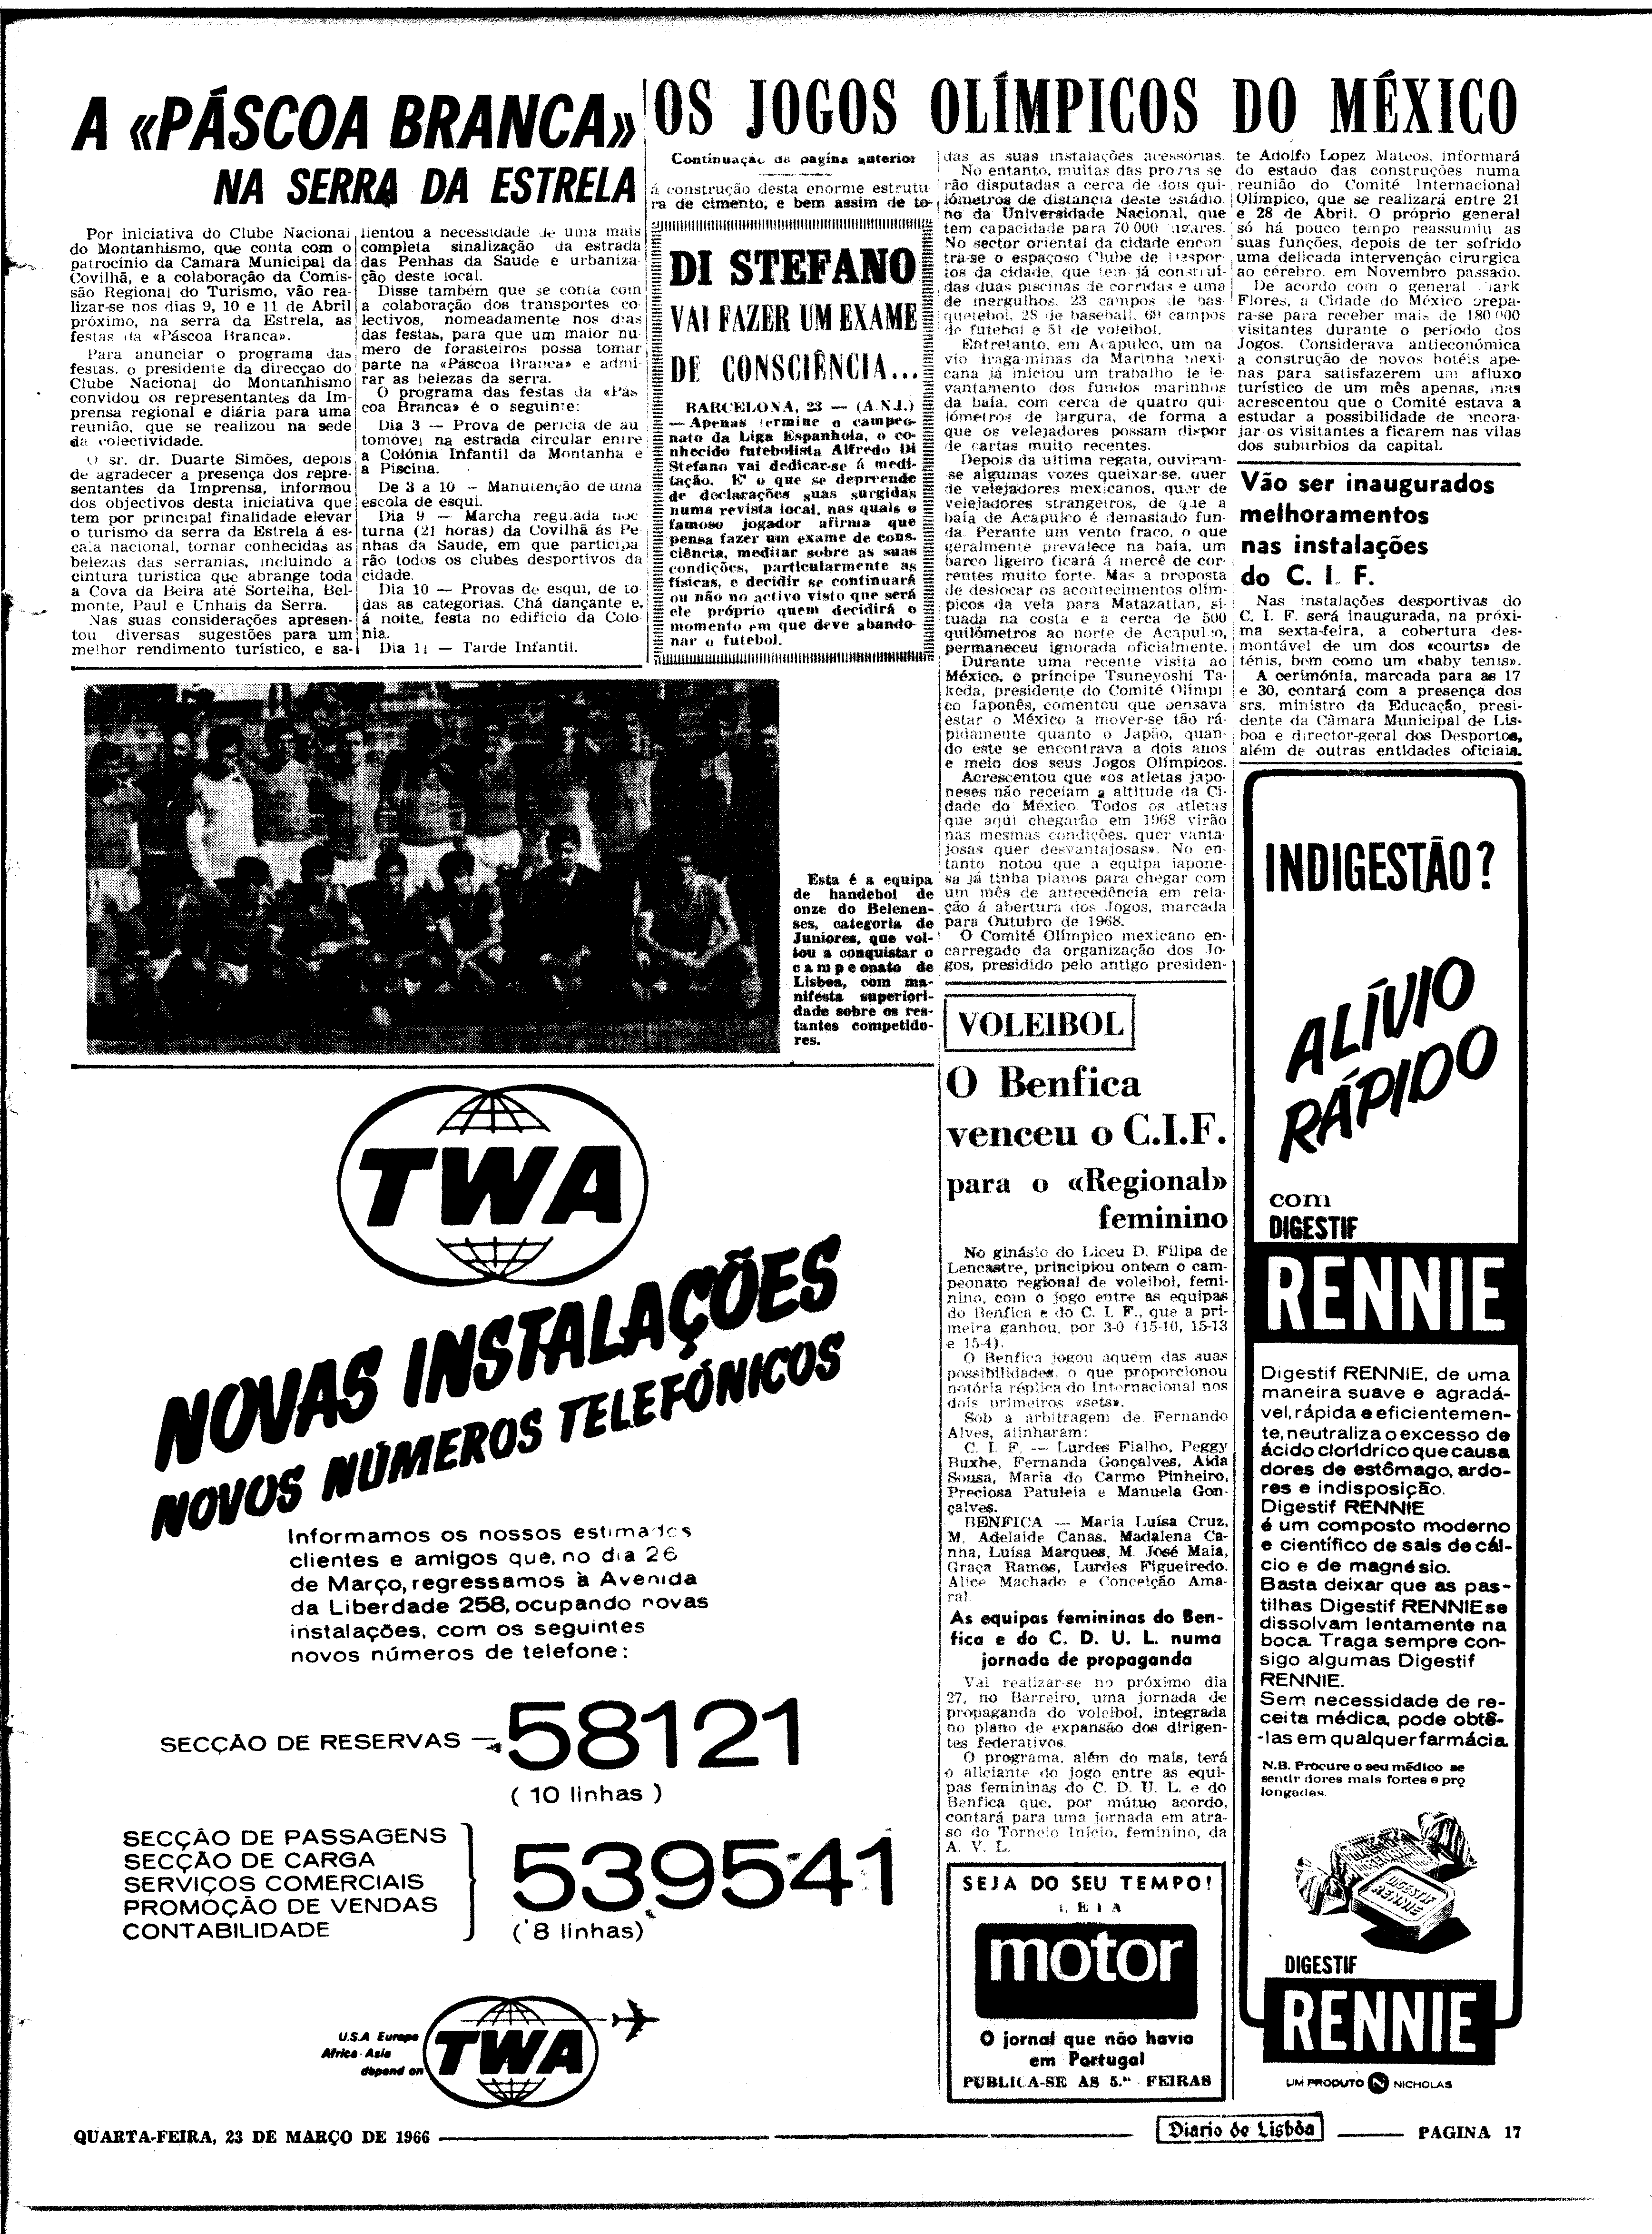 A «PÁSCOA BRANCA»
NA SERRA DA ESTRELA
Por iniciativa do Clube Nacional
do Montanhismo, que conta com o
patrocínio da Camara Municipal da
Covilhã, e a colaboração da Comis-
são Regional do Turismo, vão rea-
lizar-se nos dias 9, 10 e 11 de Abril
próximo, na serra da Estrela, as
festas da «Páscoa Branca».
Para anunciar o programa das
festas, o presidente da direcção do
Clube Nacional do Montanhismo
convidou os representantes da Im-
prensa regional e diária para uma
reunião, que se realizou na sede
da colectividade.
O sr. dr. Duarte Simões, depois
de agradecer a presença dos repre-
sentantes da Imprensa, informou
dos objectivos desta iniciativa que
tem por principal finalidade elevar
o turismo da serra da Estrela á es-
cala nacional, tornar conhecidas as
belezas das serranias, incluindo a
cintura turística que abrange toda
a Cova da Beira até Sortelha, Bel-
monte, Paul e Unhais da Serra.
Nas suas considerações apresen-
tou diversas sugestões para um
melhor rendimento turístico, e sa-
lientou a necessidade de uma mais
completa sinalização da estrada
das Penhas da Saude e urbaniza-
ção deste local.
Disse também que se conta com
a colaboração dos transportes co-
lectivos, nomeadamente nos dias
das festas, para que um maior nu-
mero de forasteiros possa tomar
parte na «Páscoa Branca» e admi-
rar as belezas da serra.
O programa das festas da «Pás
coa Branca» é o seguinte:
Dia 3 — Prova de perícia de au
tomóvel na estrada circular entre
a Colónia Infantil da Montanha e
a Piscina.
De 3 a 10 — Manutenção de uma
escola de esqui.
Dia 9 — Marcha regulada noc
turna (21 horas) da Covilhã ás Pe
nhas da Saude, em que participa
rão todos os clubes desportivos da
cidade.
Dia 10 — Provas de esqui, de to
das as categorias. Chá dançante e,
á noite, festa no edifício da Colo
nia.
Dia 11 — Tarde Infantil.
OS JOGOS OLÍMPICOS DO MÉXICO
Continuação da pagina anterior
á construção desta enorme estrutu
ra de cimento, e bem assim de to-
DI STEFANO
VAI FAZER UM EXAME
DE CONSCIÊNCIA...
BARCELONA, 23 — (A.N.I.)
— Apenas termine o campeo-
nato da Liga Espanhola, o co-
nhecido futebolista Alfredo Di
Stefano vai dedicar-se á medi-
tação. E' o que se depreende
de declarações suas surgidas
numa revista local, nas quais o
famoso jogador afirma que
pensa fazer um exame de cons-
ciência, meditar sobre as suas
condições, particularmente as
físicas, e decidir se continuará
ou não no activo visto que será
ele próprio quem decidirá o
momento em que deve abando-
nar o futebol.
das as suas instalações acessórias.
No entanto, muitas das provas se
rão disputadas a cerca de dois qui-
lómetros de distancia deste estádio,
no da Universidade Nacional, que
tem capacidade para 70 000 lugares.
No sector oriental da cidade encon
tra-se o espaçoso Clube de Despor-
tos da cidade, que tem já construí-
das duas piscinas de corridas e uma
de mergulhos, 23 campos de bas-
quetebol, 28 de basebali, 69 campos
de futebol e 51 de voleibol.
Entretanto, em Acapulco, um na
vio draga-minas da Marinha mexi-
cana já iniciou um trabalho de le-
vantamento dos fundos marinhos
da baía, com cerca de quatro qui
lómetros de largura, de forma a
que os velejadores possam dispor
de cartas muito recentes.
Depois da ultima regata, ouviram-
-se algumas vozes queixar-se, quer
de velejadores mexicanos, quer de
velejadores strangeiros, de que a
baía de Acapulco é demasiado fun-
da. Perante um vento fraco, o que
geralmente prevalece na baía, um
barco ligeiro ficará á mercê de cor-
rentes muito forte. Mas a proposta
de deslocar os acontecimentos olím-
picos da vela para Matazatlan, si-
tuada na costa e a cerca de 500
quilómetros ao norte de Acapulco,
permaneceu ignorada oficialmente.
Durante uma recente visita ao
México, o príncipe Tsuneyoshi Ta-
keda, presidente do Comité Olímpi
co Japonês, comentou que pensava
estar o México a mover-se tão rá-
pidamente quanto o Japão, quan-
do este se encontrava a dois anos
e meio dos seus Jogos Olímpicos.
Acrescentou que «os atletas japo-
neses não receiam a altitude da Ci-
dade do México. Todos os atletas
que aqui chegarão em 1968 virão
nas mesmas condições, quer vanta-
josas quer desvantajosas». No en-
tanto notou que a equipa japone-
sa já tinha planos para chegar com
um mês de antecedência em rela-
ção á abertura dos Jogos, marcada
para Outubro de 1968.
O Comité Olímpico mexicano en-
carregado da organização dos Jo-
gos, presidido pelo antigo presiden-
te Adolfo Lopez Mateos, informará
do estado das construções numa
reunião do Comité Internacional
Olímpico, que se realizará entre 21
e 28 de Abril. O próprio general
só há pouco tempo reassumiu as
suas funções, depois de ter sofrido
uma delicada intervenção cirurgica
ao cérebro, em Novembro passado.
De acordo com o general
Flores, a Cidade do México prepa-
ra-se para receber mais de 180 000
visitantes durante o período dos
Jogos. Considerava antieconómica
a construção de novos hotéis ape-
nas para satisfazerem um afluxo
turístico de um mês apenas, mas
acrescentou que o Comité estava a
estudar a possibilidade de encora-
jar os visitantes a ficarem nas vilas
dos suburbios da capital.
Vão ser inaugurados
melhoramentos
nas instalações
do C. I. F.
Nas instalações desportivas do
C. I. F. será inaugurada, na próxi-
ma sexta-feira, a cobertura des-
montável de um dos «courts» de
ténis, bem como um «baby tenis».
A cerimónia, marcada para as 17
e 30, contará com a presença dos
srs. ministro da Educação, presi-
dente da Câmara Municipal de Lis-
boa e director-geral dos Desportos,
além de outras entidades oficiais.
Esta é a equipa
de handebol de
onze do Belenen-
ses, categoria de
Juniores, que vol-
tou a conquistar o
campeonato de
Lisboa, com ma-
nifesta superiori-
dade sobre os res-
tantes competido-
res.
VOLEIBOL
O Benfica
venceu o C.I.F.
para o «Regional»
feminino
No ginásio do Liceu D. Filipa de
Lencastre, principiou ontem o cam-
peonato regional de voleibol, femi-
nino, com o jogo entre as equipas
do Benfica e do C. I. F., que a pri-
meira ganhou, por 3-0 (15-10, 15-13
e 15-4).
O Benfica jogou aquém das suas
possibilidades, o que proporcionou
notória réplica do Internacional nos
dois primeiros «sets».
Sob a arbitragem de Fernando
Alves, alinharam:
C. I. F. — Lurdes Fialho, Peggy
Buxhe, Fernanda Gonçalves, Aida
Sousa, Maria do Carmo Pinheiro,
Preciosa Patuleia e Manuela Gon-
çalves.
BENFICA — Maria Luísa Cruz,
M. Adelaide Canas, Madalena Ca-
nha, Luísa Marques, M. José Maia,
Graça Ramos, Lurdes Figueiredo,
Alice Machado e Conceição Ama-
ral.
As equipas femininas do Ben-
fica e do C. D. U. L. numa
jornada de propaganda
Vai realizar-se no próximo dia
27, no Barreiro, uma jornada de
propaganda do voleibol, integrada
no plano de expansão dos dirigen-
tes federativos.
O programa, além do mais, terá
o aliciante do jogo entre as equi
pas femininas do C. D. U. L. e do
Benfica que, por mútuo acordo,
contará para uma jornada em atra-
so do Torneio Início, feminino, da
A. V. L.
SEJA DO SEU TEMPO!
LEIA
motor
O jornal que não havia
em Portugal
PUBLICA-SE AS 5.as FEIRAS
TWA
NOVAS INSTALAÇÕES
NOVOS NÚMEROS TELEFÓNICOS
Informamos os nossos estimados
clientes e amigos que, no dia 26
de Março, regressamos à Avenida
da Liberdade 258, ocupando novas
instalações, com os seguintes
novos números de telefone:
SECÇÃO DE RESERVAS — 58121
(10 linhas)
SECÇÃO DE PASSAGENS
SECÇÃO DE CARGA
SERVIÇOS COMERCIAIS
PROMOÇÃO DE VENDAS
CONTABILIDADE
539541
(8 linhas)
U.S.A Europe
Africa-Asia
depend on
TWA
INDIGESTÃO?
ALÍVIO
RÁPIDO
com
DIGESTIF
RENNIE
Digestif RENNIE, de uma
maneira suave e agradá-
vel, rápida e eficientemen-
te, neutraliza o excesso de
ácido clorídrico que causa
dores de estômago, ardo-
res e indisposição.
Digestif RENNIE
é um composto moderno
e científico de sais de cál-
cio e de magnésio.
Basta deixar que as pas-
tilhas Digestif RENNIE se
dissolvam lentamente na
boca. Traga sempre con-
sigo algumas Digestif
RENNIE.
Sem necessidade de re-
ceita médica, pode obtê-
-las em qualquer farmácia.
N.B. Procure o seu médico se
sentir dores mais fortes e pro
longadas.
DIGESTIF
RENNIE
DIGESTIF
RENNIE
UM PRODUTO N NICHOLAS
QUARTA-FEIRA, 23 DE MARÇO DE 1966
Diario de Lisbôa
PAGINA 17